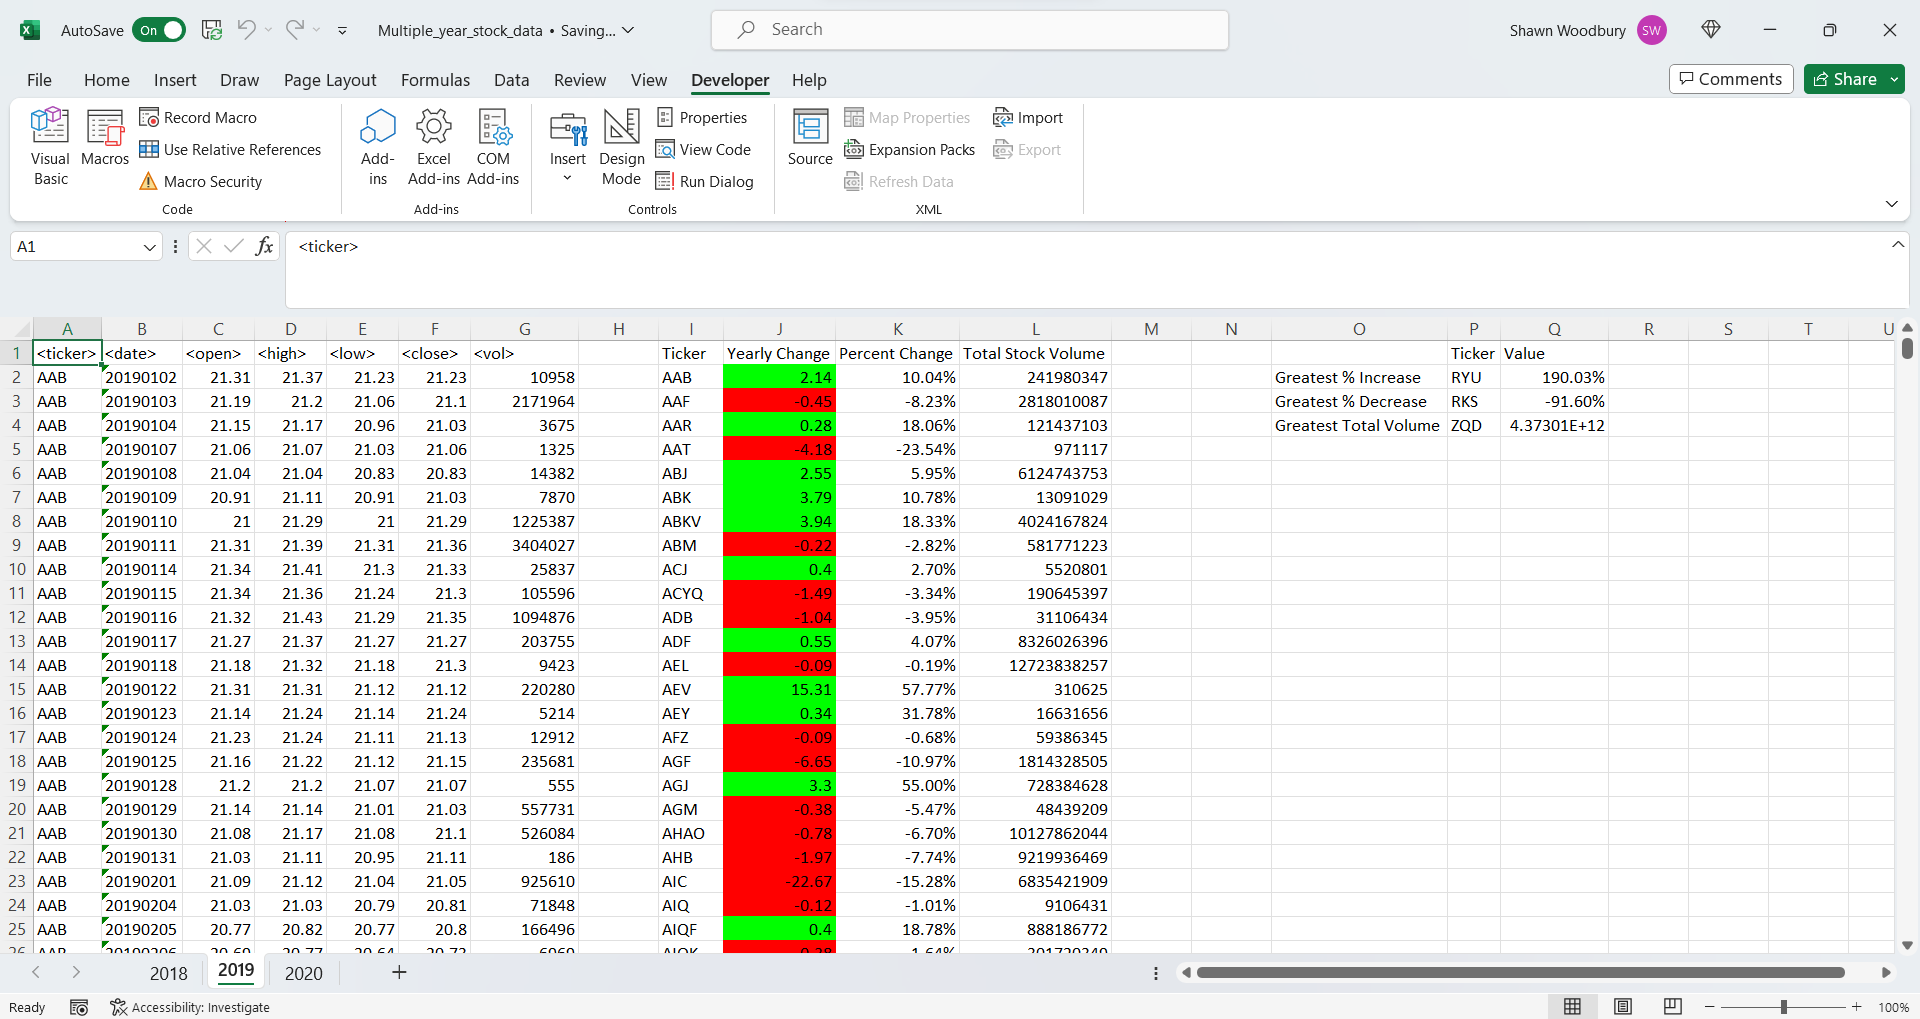 AutoSave On Multiple_year_stock_data • Saving... Search Shawn Woodbury SW
File Home Insert Draw Page Layout Formulas Data Review View Developer Help Comments Share
Visual Basic
Macros
Record Macro
Use Relative References
Macro Security
Code
Add-ins
Excel Add-ins
COM Add-ins
Add-ins
Insert
Design Mode
Properties
View Code
Run Dialog
Controls
Source
Map Properties
Expansion Packs
Refresh Data
Import
Export
XML
A1 fx <ticker>
A B C D E F G H I J K L M N O P Q R S T U
1 <ticker> <date> <open> <high> <low> <close> <vol> Ticker Yearly Change Percent Change Total Stock Volume Ticker Value
2 AAB 20190102 21.31 21.37 21.23 21.23 10958 AAB 2.14 10.04% 241980347 Greatest % Increase RYU 190.03%
3 AAB 20190103 21.19 21.2 21.06 21.1 2171964 AAF -0.45 -8.23% 2818010087 Greatest % Decrease RKS -91.60%
4 AAB 20190104 21.15 21.17 20.96 21.03 3675 AAR 0.28 18.06% 121437103 Greatest Total Volume ZQD 4.37301E+12
5 AAB 20190107 21.06 21.07 21.03 21.06 1325 AAT -4.18 -23.54% 971117
6 AAB 20190108 21.04 21.04 20.83 20.83 14382 ABJ 2.55 5.95% 6124743753
7 AAB 20190109 20.91 21.11 20.91 21.03 7870 ABK 3.79 10.78% 13091029
8 AAB 20190110 21 21.29 21 21.29 1225387 ABKV 3.94 18.33% 4024167824
9 AAB 20190111 21.31 21.39 21.31 21.36 3404027 ABM -0.22 -2.82% 581771223
10 AAB 20190114 21.34 21.41 21.3 21.33 25837 ACJ 0.4 2.70% 5520801
11 AAB 20190115 21.34 21.36 21.24 21.3 105596 ACYQ -1.49 -3.34% 190645397
12 AAB 20190116 21.32 21.43 21.29 21.35 1094876 ADB -1.04 -3.95% 31106434
13 AAB 20190117 21.27 21.37 21.27 21.27 203755 ADF 0.55 4.07% 8326026396
14 AAB 20190118 21.18 21.32 21.18 21.3 9423 AEL -0.09 -0.19% 12723838257
15 AAB 20190122 21.31 21.31 21.12 21.12 220280 AEV 15.31 57.77% 310625
16 AAB 20190123 21.14 21.24 21.14 21.24 5214 AEY 0.34 31.78% 16631656
17 AAB 20190124 21.23 21.24 21.11 21.13 12912 AFZ -0.09 -0.68% 59386345
18 AAB 20190125 21.16 21.22 21.12 21.15 235681 AGF -6.65 -10.97% 1814328505
19 AAB 20190128 21.2 21.2 21.07 21.07 555 AGJ 3.3 55.00% 728384628
20 AAB 20190129 21.14 21.14 21.01 21.03 557731 AGM -0.38 -5.47% 48439209
21 AAB 20190130 21.08 21.17 21.08 21.1 526084 AHAO -0.78 -6.70% 10127862044
22 AAB 20190131 21.03 21.11 20.95 21.11 186 AHB -1.97 -7.74% 9219936469
23 AAB 20190201 21.09 21.12 21.04 21.05 925610 AIC -22.67 -15.28% 6835421909
24 AAB 20190204 21.03 21.03 20.79 20.81 71848 AIQ -0.12 -1.01% 9106431
25 AAB 20190205 20.77 20.82 20.77 20.8 166496 AIQF 0.4 18.78% 888186772
2018 2019 2020
Ready Accessibility: Investigate 100%